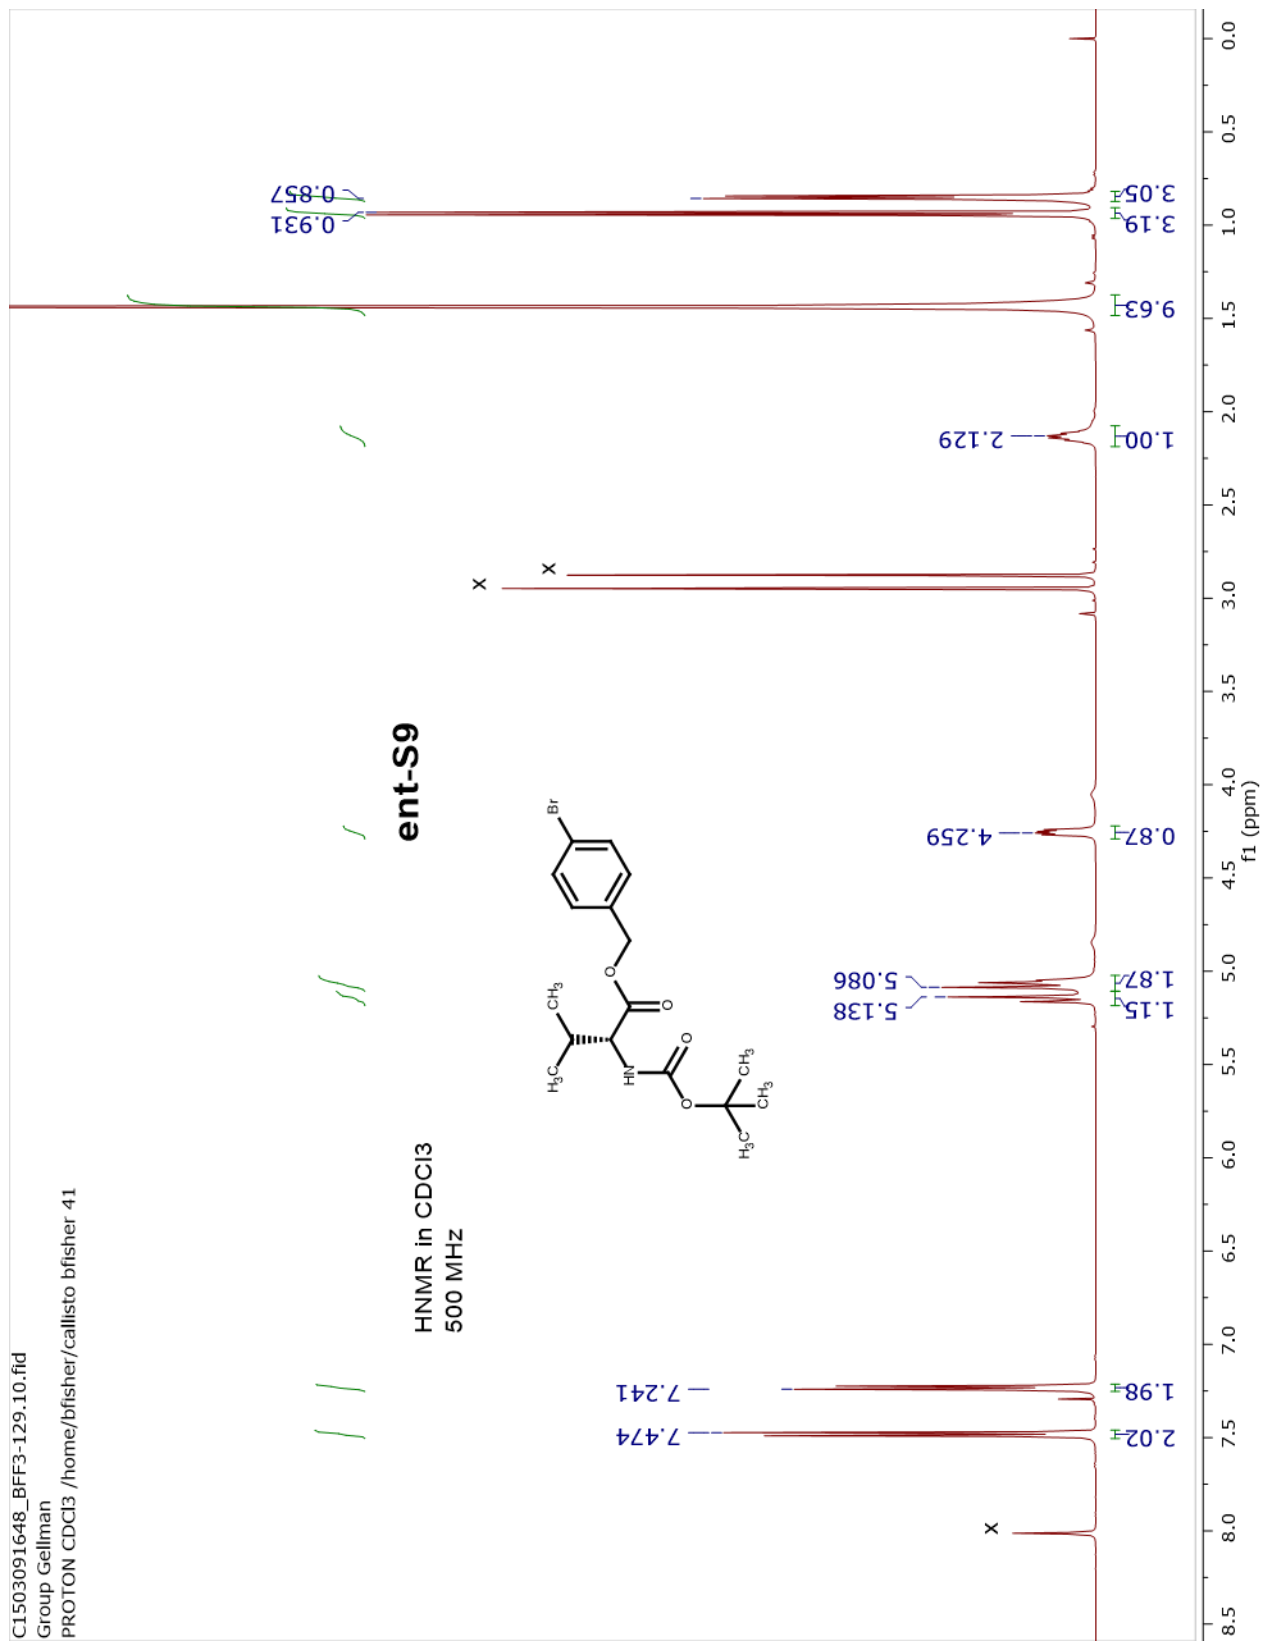 C1503091648_BFF3-129.10.fid
Group Gellman
PROTON CDCl3 /home/bfisher/callisto bfisher 41
HNMR in CDCl3
500 MHz
ent-S9
H3C
CH3
HN
O
O
O
O
Br
H3C
CH3
CH3
x
x
x
7.474
7.241
5.138
5.086
4.259
2.129
0.931
0.857
2.02
1.98
1.15
1.87
0.87
1.00
9.63
3.19
3.05
8.5 8.0 7.5 7.0 6.5 6.0 5.5 5.0 4.5 4.0 3.5 3.0 2.5 2.0 1.5 1.0 0.5 0.0
f1 (ppm)